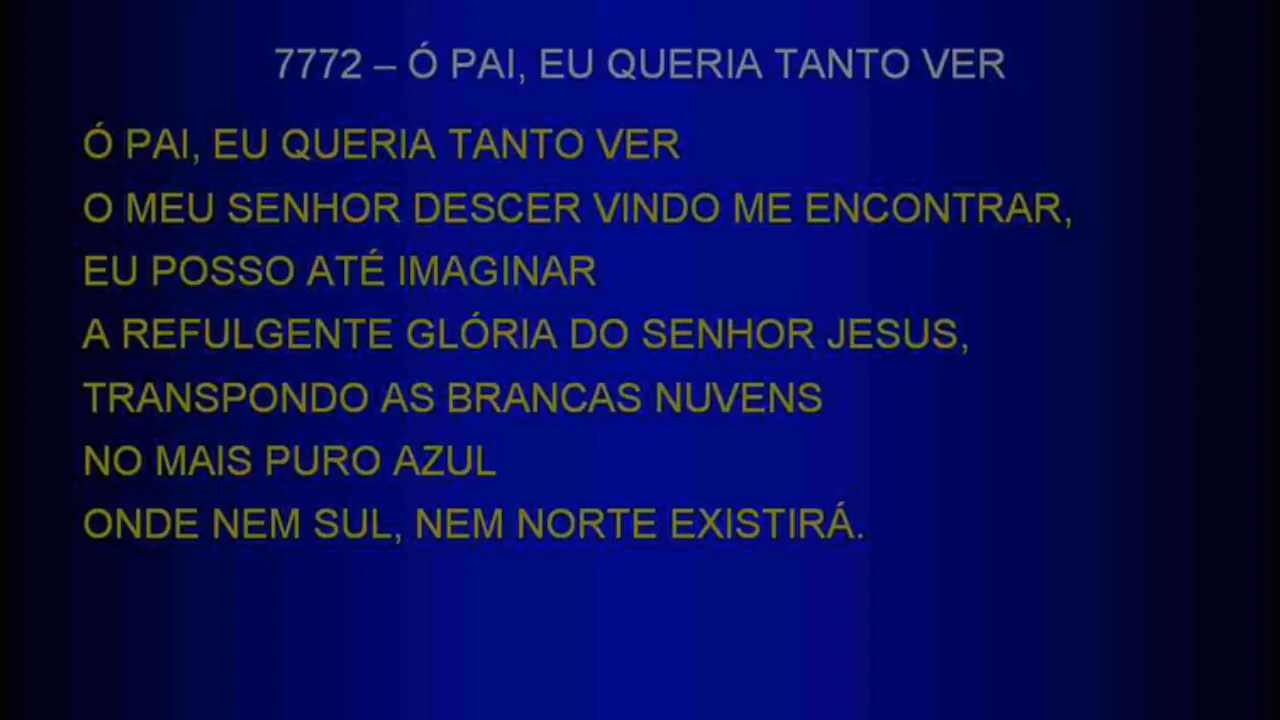 7772 – Ó PAI, EU QUERIA TANTO VER
Ó PAI, EU QUERIA TANTO VER
O MEU SENHOR DESCER VINDO ME ENCONTRAR,
EU POSSO ATÉ IMAGINAR
A REFULGENTE GLÓRIA DO SENHOR JESUS,
TRANSPONDO AS BRANCAS NUVENS
NO MAIS PURO AZUL
ONDE NEM SUL, NEM NORTE EXISTIRÁ.